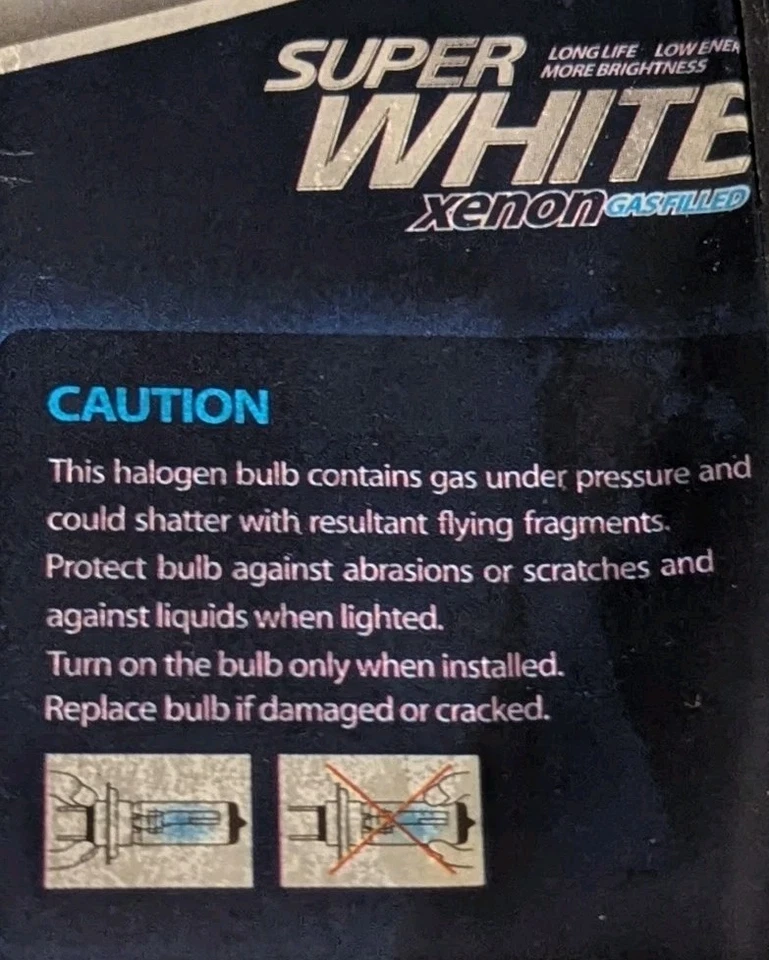 SUPER LONG LIFE LOW ENER
MORE BRIGHTNESS
WHITE
xenon GAS FILLED
CAUTION
This halogen bulb contains gas under pressure and
could shatter with resultant flying fragments.
Protect bulb against abrasions or scratches and
against liquids when lighted.
Turn on the bulb only when installed.
Replace bulb if damaged or cracked.